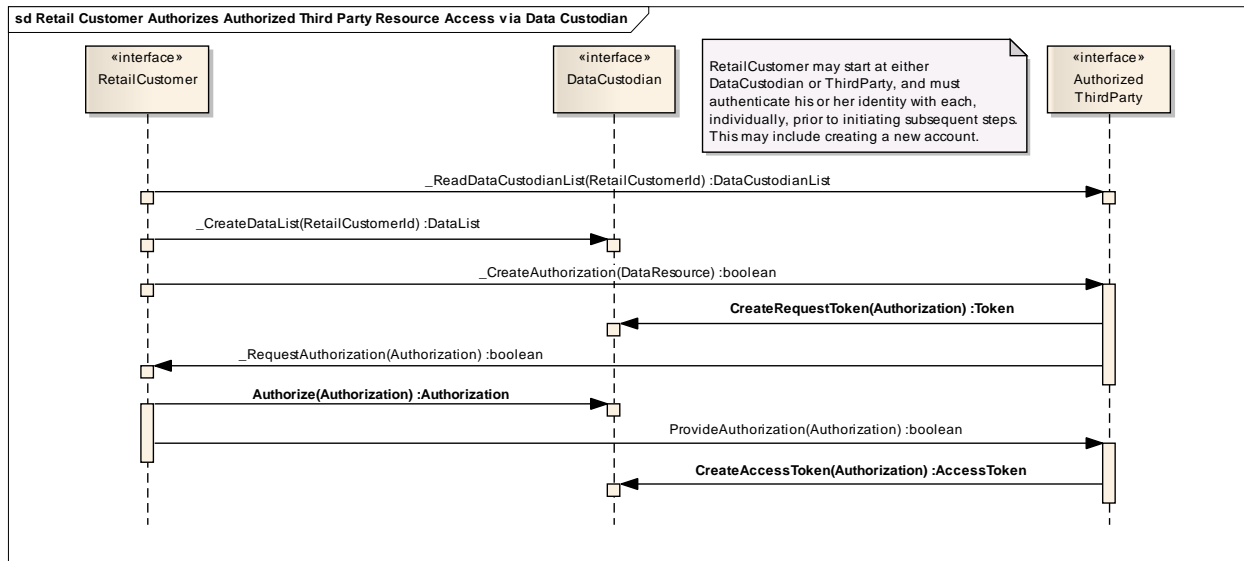 sd Retail Customer Authorizes Authorized Third Party Resource Access via Data Custodian
«interface»
RetailCustomer
«interface»
DataCustodian
RetailCustomer may start at either
DataCustodian or ThirdParty, and must
authenticate his or her identity with each,
individually, prior to initiating subsequent steps.
This may include creating a new account.
«interface»
Authorized
ThirdParty
_ReadDataCustodianList(RetailCustomerId) :DataCustodianList
_CreateDataList(RetailCustomerId) :DataList
_CreateAuthorization(DataResource) :boolean
CreateRequestToken(Authorization) :Token
_RequestAuthorization(Authorization) :boolean
Authorize(Authorization) :Authorization
ProvideAuthorization(Authorization) :boolean
CreateAccessToken(Authorization) :AccessToken